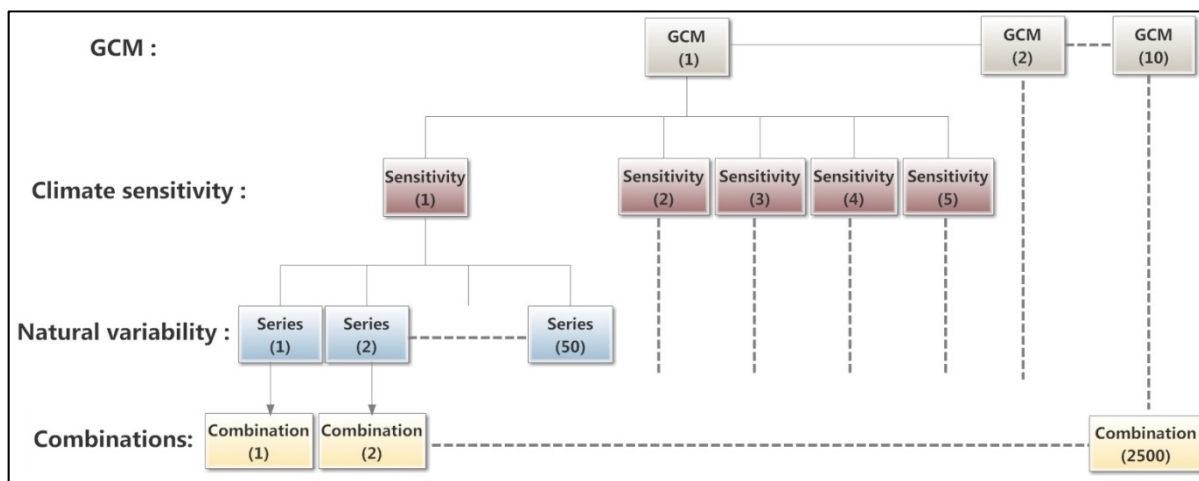 GCM :
GCM
(1)
GCM
(2)
GCM
(10)
Climate sensitivity :
Sensitivity
(1)
Sensitivity
(2)
Sensitivity
(3)
Sensitivity
(4)
Sensitivity
(5)
Natural variability :
Series
(1)
Series
(2)
Series
(50)
Combinations:
Combination
(1)
Combination
(2)
Combination
(2500)